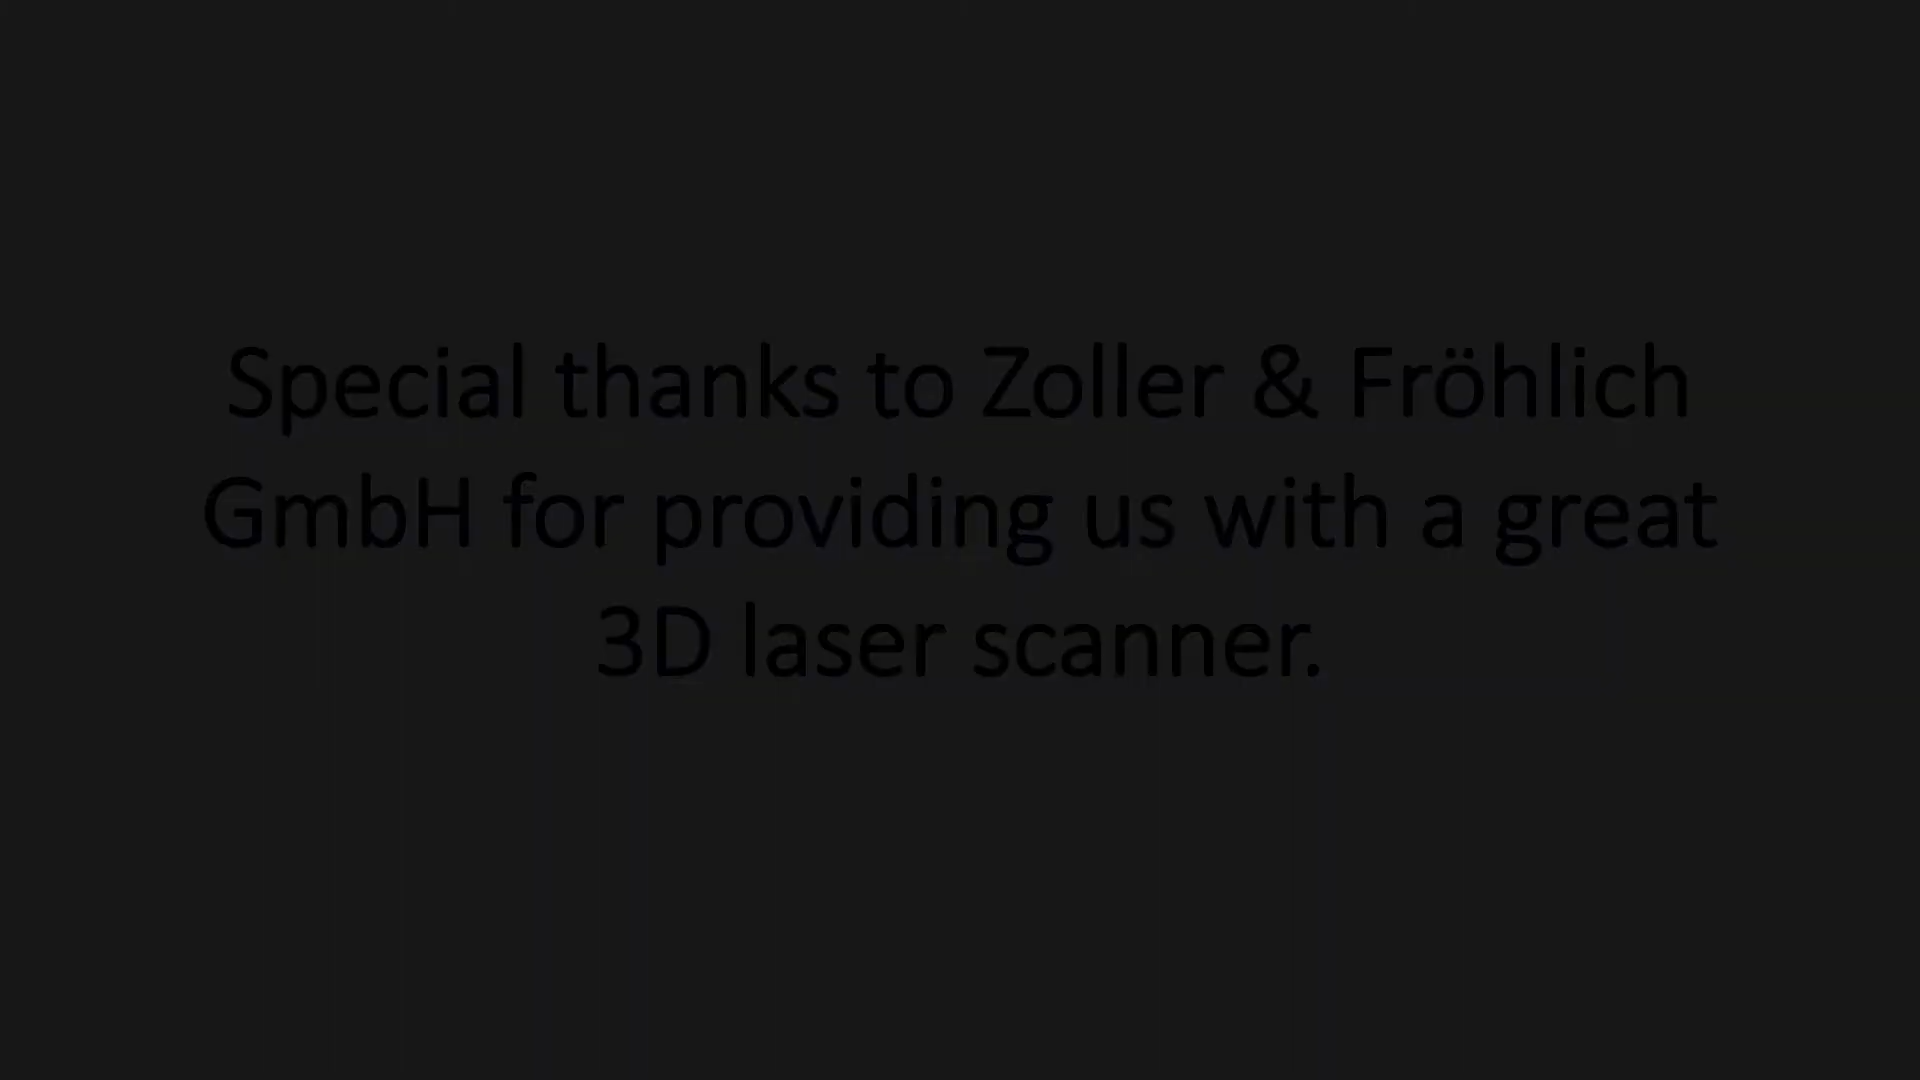 Special thanks to Zoller & Fröhlich
GmbH for providing us with a great
3D laser scanner.